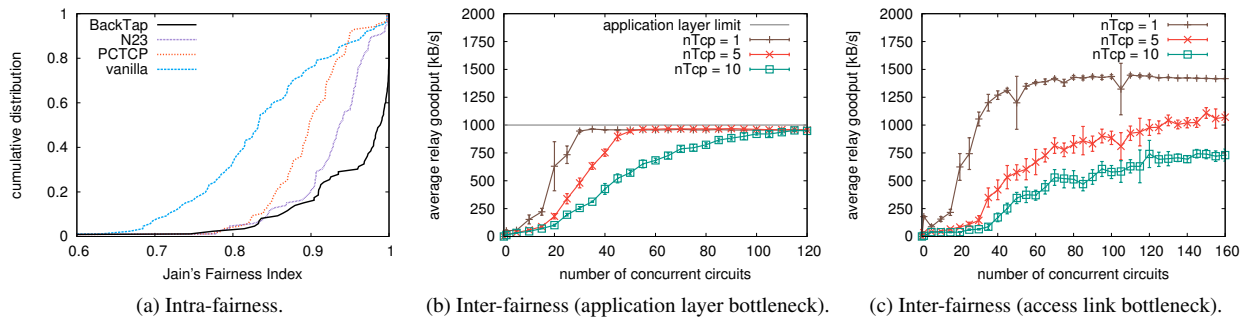 BackTap
N23
PCTCP
vanilla
cumulative distribution
1
0.8
0.6
0.4
0.2
0
0.6 0.7 0.8 0.9 1
Jain's Fairness Index
(a) Intra-fairness.
application layer limit
nTcp = 1
nTcp = 5
nTcp = 10
average relay goodput [kB/s]
2000
1750
1500
1250
1000
750
500
250
0
0 20 40 60 80 100 120
number of concurrent circuits
(b) Inter-fairness (application layer bottleneck).
nTcp = 1
nTcp = 5
nTcp = 10
average relay goodput [kB/s]
2000
1750
1500
1250
1000
750
500
250
0
0 20 40 60 80 100 120 140 160
number of concurrent circuits
(c) Inter-fairness (access link bottleneck).